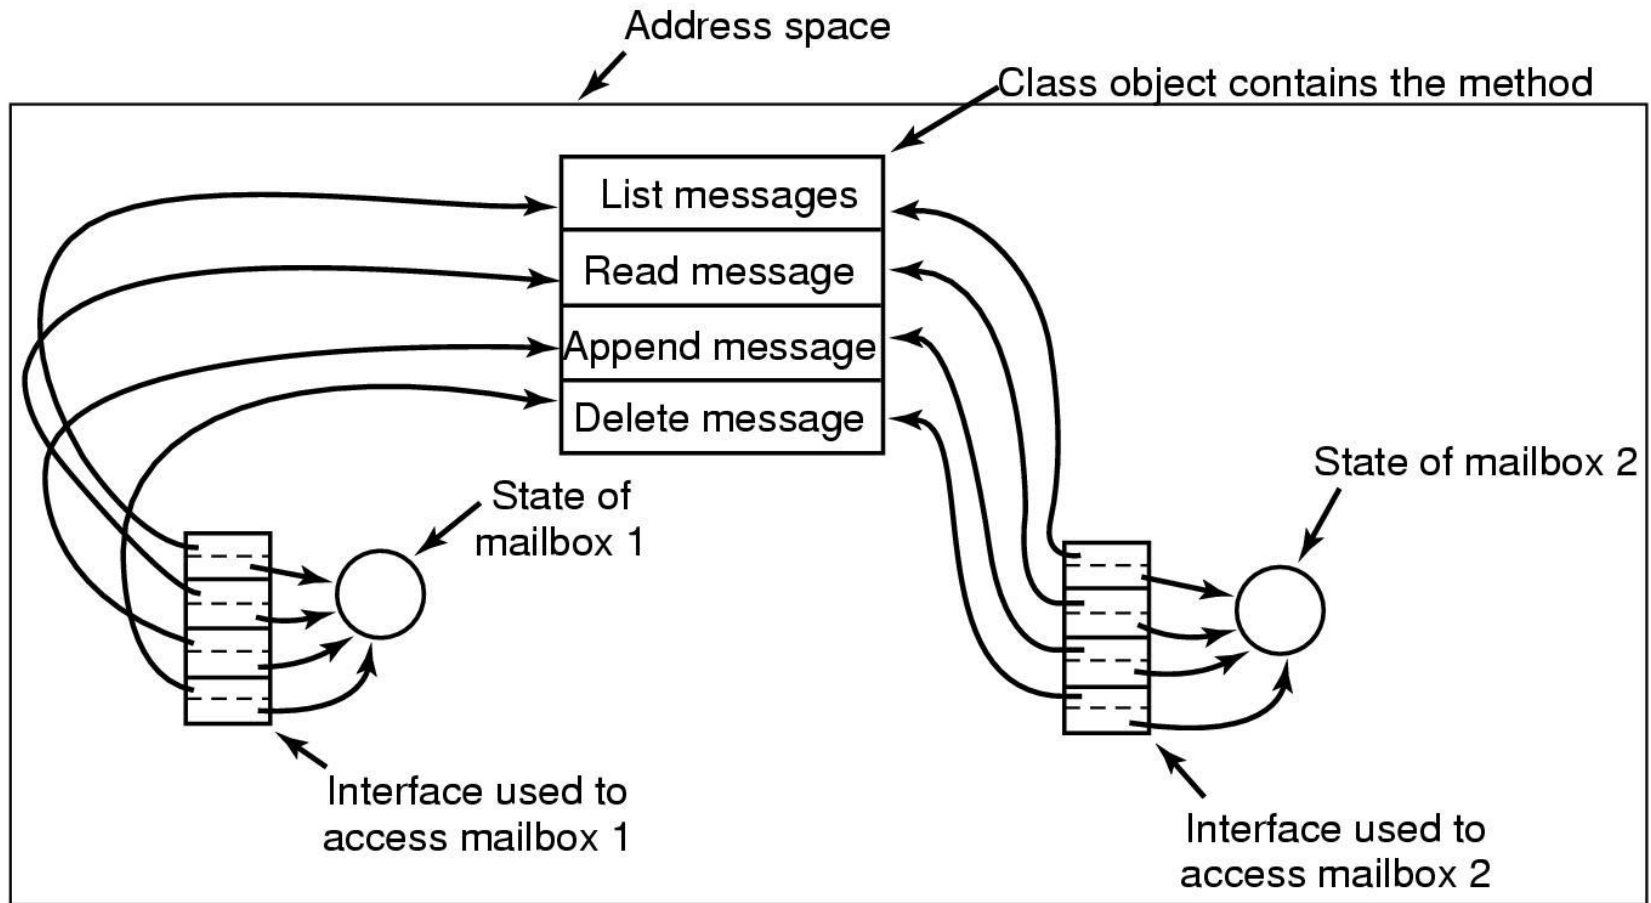 Address space
Class object contains the method
List messages
Read message
Append message
Delete message
State of
mailbox 1
State of mailbox 2
Interface used to
access mailbox 1
Interface used to
access mailbox 2